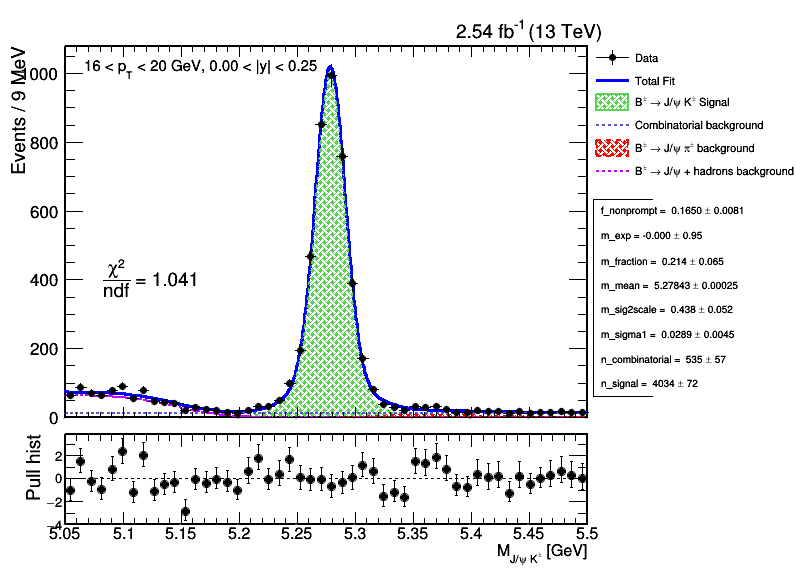 2.54 fb⁻¹ (13 TeV)
Events / 9 MeV
16 < p_T < 20 GeV, 0.00 < |y| < 0.25
1000
800
600
400
200
0
χ²/ndf = 1.041
Data
Total Fit
B± → J/ψ K± Signal
Combinatorial background
B± → J/ψ π± background
B± → J/ψ + hadrons background
f_nonprompt = 0.1650 ± 0.0081
m_exp = -0.000 ± 0.95
m_fraction = 0.214 ± 0.065
m_mean = 5.27843 ± 0.00025
m_sig2scale = 0.438 ± 0.052
m_sigma1 = 0.0289 ± 0.0045
n_combinatorial = 535 ± 57
n_signal = 4034 ± 72
Pull hist
2
0
−2
−4
5.05 5.1 5.15 5.2 5.25 5.3 5.35 5.4 5.45 5.5
M_J/ψ K± [GeV]